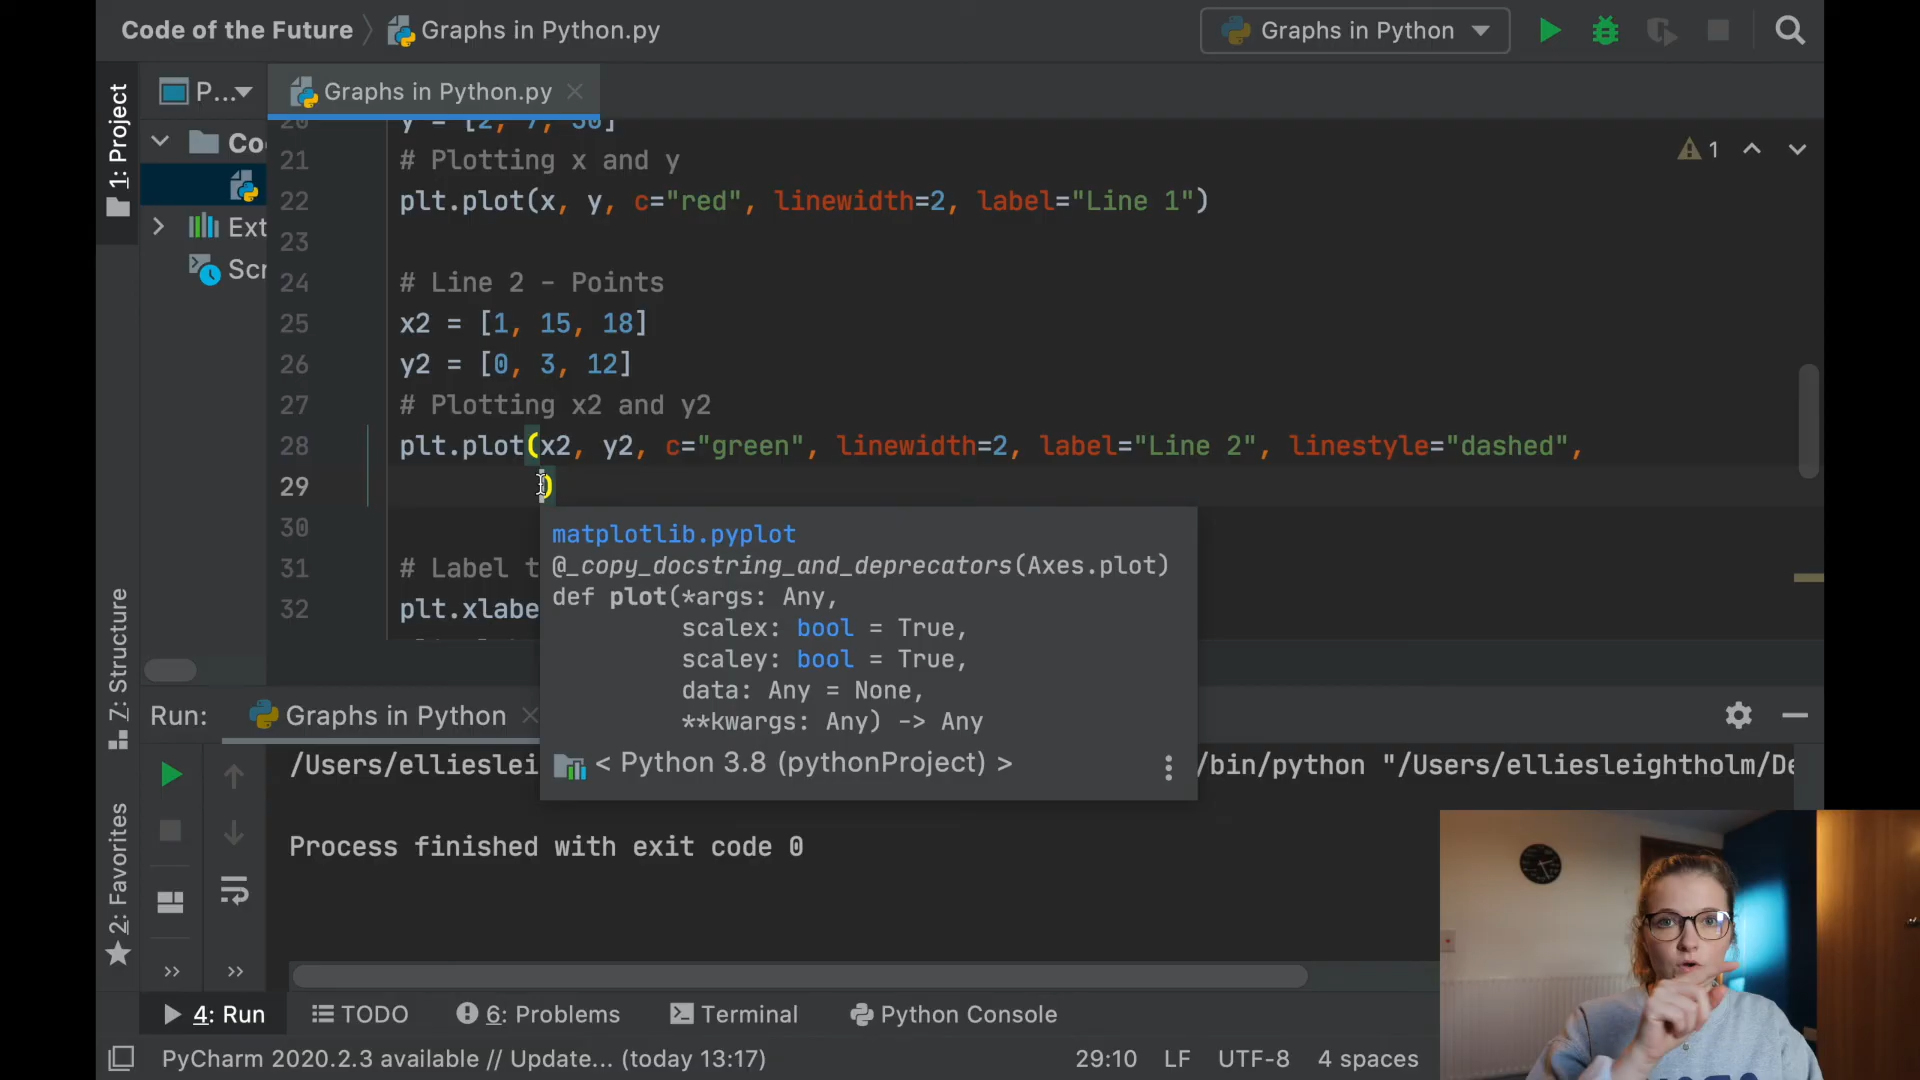 Code of the Future
Graphs in Python.py
Graphs in Python
1: Project
P...
Graphs in Python.py
Co
Ext
Scr
7: Structure
2: Favorites
20 y = [2, 7, 30]
21 # Plotting x and y
22 plt.plot(x, y, c="red", linewidth=2, label="Line 1")
23
24 # Line 2 - Points
25 x2 = [1, 15, 18]
26 y2 = [0, 3, 12]
27 # Plotting x2 and y2
28 plt.plot(x2, y2, c="green", linewidth=2, label="Line 2", linestyle="dashed",
29 )
30
31 # Label t
32 plt.xlabe
1
matplotlib.pyplot
@_copy_docstring_and_deprecators(Axes.plot)
def plot(*args: Any,
scalex: bool = True,
scaley: bool = True,
data: Any = None,
**kwargs: Any) -> Any
< Python 3.8 (pythonProject) >
Run:
Graphs in Python
/Users/elliesle
/bin/python "/Users/elliesleightholm/De
Process finished with exit code 0
4: Run
TODO
6: Problems
Terminal
Python Console
PyCharm 2020.2.3 available // Update... (today 13:17)
29:10
LF
UTF-8
4 spaces